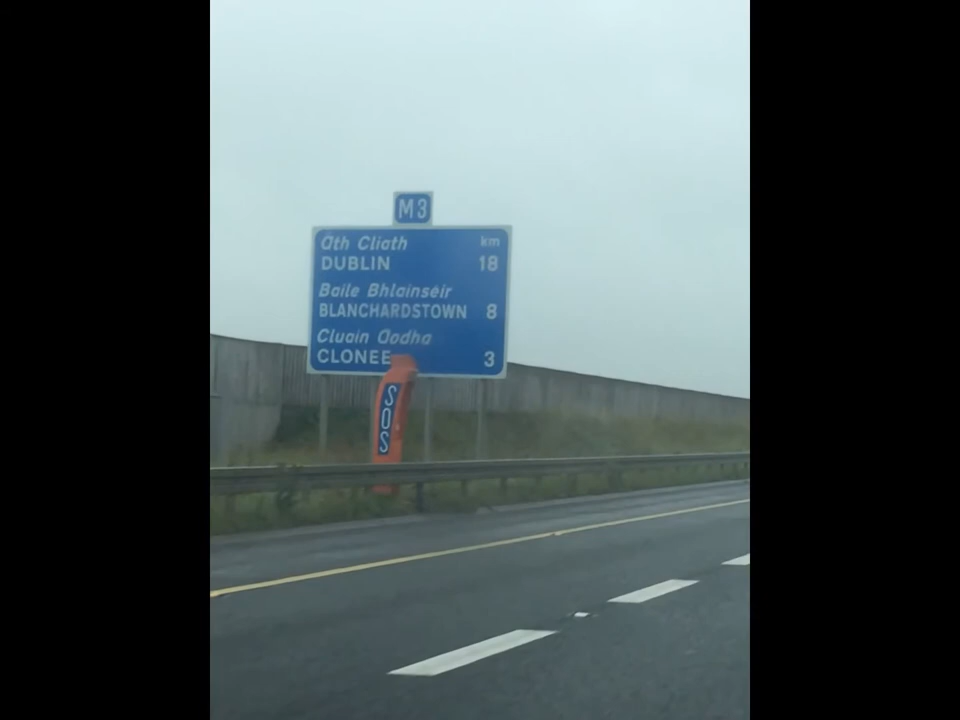 M3
Ath Cliath km
DUBLIN 18
Baile Bhlainséir
BLANCHARDSTOWN 8
Cluain Aodha
CLONEE 3
SOS